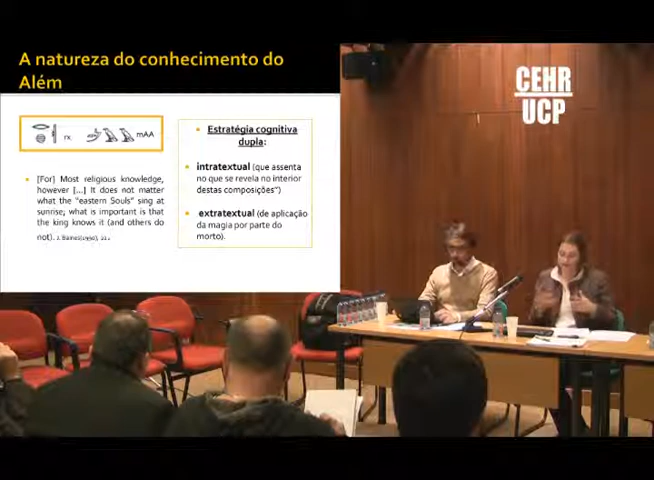 A natureza do conhecimento do
Além
rx
mAA
[For] Most religious knowledge,
however [...] It does not matter
what the "eastern Souls" sing at
sunrise; what is important is that
the king knows it (and others do
not).
Estratégia cognitiva
dupla:
intratextual (que assenta
no que se revela no interior
destas composições")
extratextual (de aplicação
da magia por parte do
morto).
CEHR
UCP